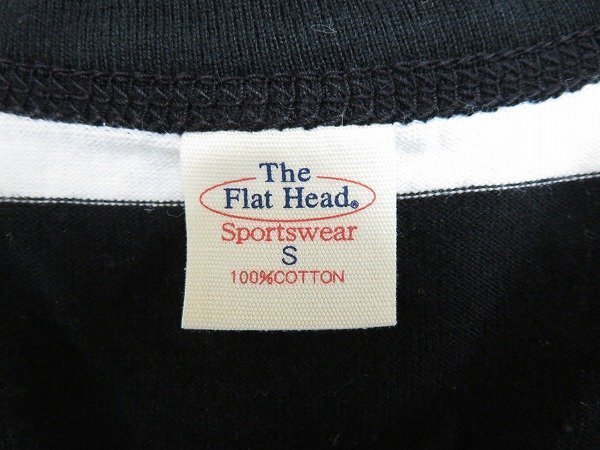 The
Flat Head®
Sportswear
S
100%COTTON